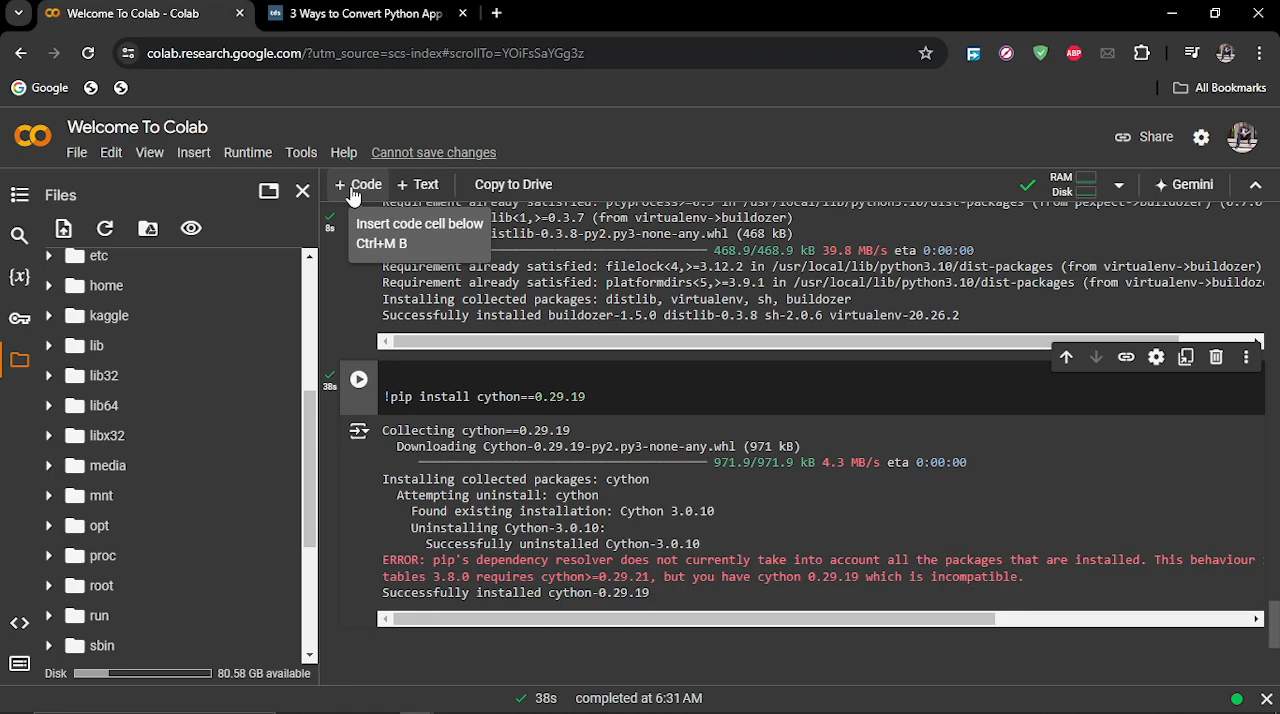 Welcome To Colab - Colab
tds
3 Ways to Convert Python App
colab.research.google.com/?utm_source=scs-index#scrollTo=YOiFsSaYGg3z
ABP
Google
All Bookmarks
CO
Welcome To Colab
File Edit View Insert Runtime Tools Help Cannot save changes
Share
+ Code + Text Copy to Drive
RAM
Disk
Gemini
Files
Insert code cell below
Ctrl+M B
etc
home
kaggle
lib
lib32
lib64
libx32
media
mnt
opt
proc
root
run
sbin
{x}
Disk 80.58 GB available
8s
lib<1,>=0.3.7 (from virtualenv->buildozer)
istlib-0.3.8-py2.py3-none-any.whl (468 kB)
468.9/468.9 kB 39.8 MB/s eta 0:00:00
Requirement already satisfied: filelock<4,>=3.12.2 in /usr/local/lib/python3.10/dist-packages (from virtualenv->buildozer)
Requirement already satisfied: platformdirs<5,>=3.9.1 in /usr/local/lib/python3.10/dist-packages (from virtualenv->buildozo
Installing collected packages: distlib, virtualenv, sh, buildozer
Successfully installed buildozer-1.5.0 distlib-0.3.8 sh-2.0.6 virtualenv-20.26.2
38s
!pip install cython==0.29.19
Collecting cython==0.29.19
Downloading Cython-0.29.19-py2.py3-none-any.whl (971 kB)
971.9/971.9 kB 4.3 MB/s eta 0:00:00
Installing collected packages: cython
Attempting uninstall: cython
Found existing installation: Cython 3.0.10
Uninstalling Cython-3.0.10:
Successfully uninstalled Cython-3.0.10
ERROR: pip's dependency resolver does not currently take into account all the packages that are installed. This behaviour
tables 3.8.0 requires cython>=0.29.21, but you have cython 0.29.19 which is incompatible.
Successfully installed cython-0.29.19
38s completed at 6:31 AM